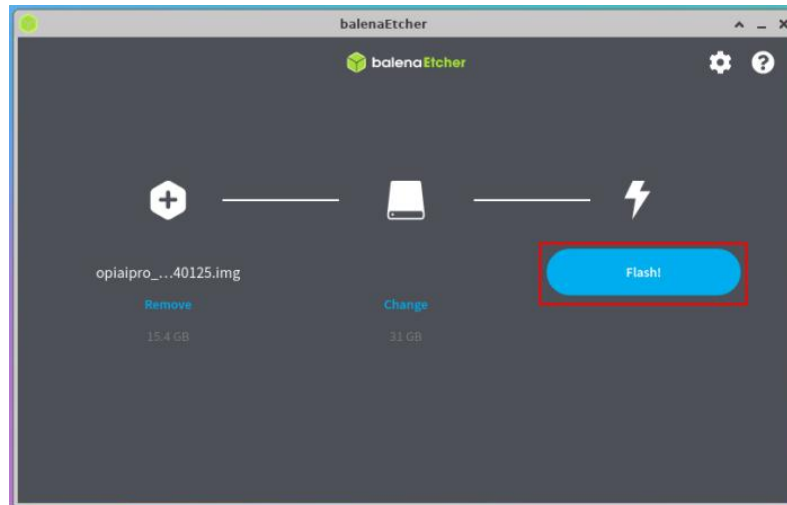 balenaEtcher
balenaEtcher
opiaipro_...40125.img
Flash!
Remove
Change
15.4 GB
31 GB